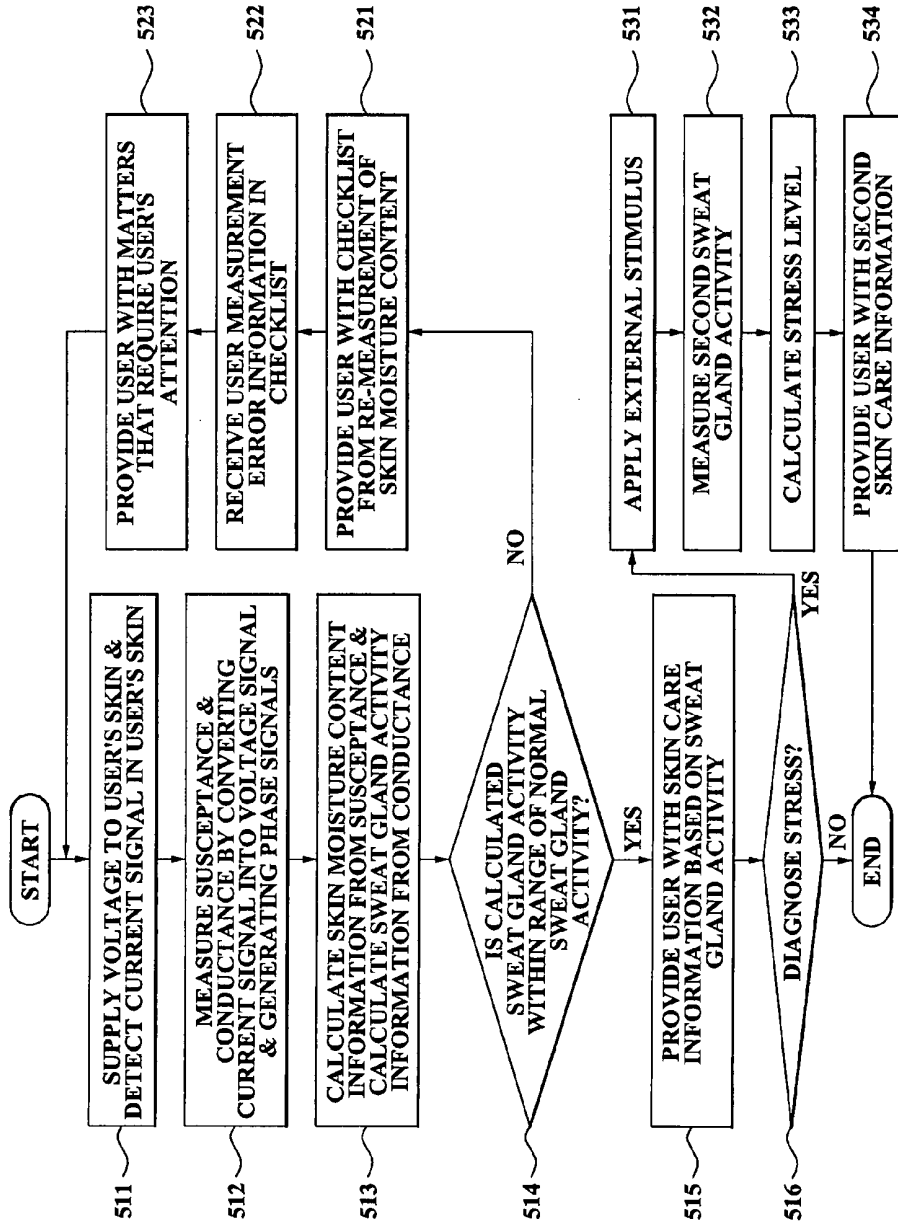 START
511
SUPPLY VOLTAGE TO USER'S SKIN &
DETECT CURRENT SIGNAL IN USER'S SKIN
512
MEASURE SUSCEPTANCE &
CONDUCTANCE BY CONVERTING
CURRENT SIGNAL INTO VOLTAGE SIGNAL
& GENERATING PHASE SIGNALS
513
CALCULATE SKIN MOISTURE CONTENT
INFORMATION FROM SUSCEPTANCE &
CALCULATE SWEAT GLAND ACTIVITY
INFORMATION FROM CONDUCTANCE
514
IS CALCULATED
SWEAT GLAND ACTIVITY
WITHIN RANGE OF NORMAL
SWEAT GLAND
ACTIVITY?
NO
YES
515
PROVIDE USER WITH SKIN CARE
INFORMATION BASED ON SWEAT
GLAND ACTIVITY
516
DIAGNOSE STRESS?
YES
NO
END
523
PROVIDE USER WITH MATTERS
THAT REQUIRE USER'S
ATTENTION
522
RECEIVE USER MEASUREMENT
ERROR INFORMATION IN
CHECKLIST
521
PROVIDE USER WITH CHECKLIST
FROM RE-MEASUREMENT OF
SKIN MOISTURE CONTENT
531
APPLY EXTERNAL STIMULUS
532
MEASURE SECOND SWEAT
GLAND ACTIVITY
533
CALCULATE STRESS LEVEL
534
PROVIDE USER WITH SECOND
SKIN CARE INFORMATION